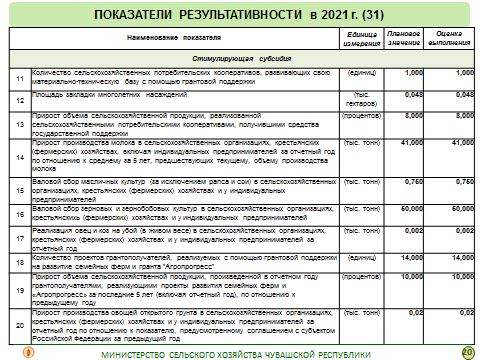 ПОКАЗАТЕЛИ РЕЗУЛЬТАТИВНОСТИ в 2021 г. (31)
Наименование показателя Единица измерения Плановое значение Оценка выполнения
Стимулирующая субсидия
11 Количество сельскохозяйственных потребительских кооперативов, развивающих свою (единиц) 1,000 1,000
материально-техническую базу с помощью грантовой поддержки
12 Площадь закладки многолетних насаждений (тыс. гектаров) 0,048 0,048
13 Прирост объема сельскохозяйственной продукции, реализованной (процентов) 8,000 8,000
сельскохозяйственными потребительскими кооперативами, получившими средства
государственной поддержки
14 Прирост производства молока в сельскохозяйственных организациях, крестьянских (тыс. тонн) 41,000 41,000
(фермерских) хозяйствах, включая индивидуальных предпринимателей за отчетный год
по отношению к среднему за 5 лет, предшествующих текущему, объему производства
молока
15 Валовой сбор масличных культур (за исключением рапса и сои) в сельскохозяйственных (тыс. тонн) 0,750 0,750
организациях, крестьянских (фермерских) хозяйствах и у индивидуальных
предпринимателей
16 Валовой сбор зерновых и зернобобовых культур в сельскохозяйственных организациях, (тыс. тонн) 50,000 50,000
крестьянскихь (фермерских) хозяйствах и у индивидуальных предпринимателей
17 Реализация овец и коз на убой (в живом весе) в сельскохозяйственных организациях, (тыс. тонн) 0,002 0,002
крестьянских (фермерских) хозяйствах и у индивидуальных предпринимателей за
отчетный год
18 Количество проектов грантополучателей, реализуемых с помощью грантовой поддержки (единиц) 14,000 14,000
на развитие семейных ферм и гранта "Агропрогресс"
19 Прирост объема сельскохозяйственной продукции, произведенной в отчетном году (процентов) 10,000 10,000
грантополучателями, реализующими проекты развития семейных ферм и
«Агропрогресс» за последние 5 лет (включая отчетный год), по отношению к
предыдущему году
20 Прирост производства овощей открытого грунта в сельскохозяйственных организациях, (тыс. тонн) 0,02 0,02
крестьянских (фермерских) хозяйствах и у индивидуальных предпринимателей за
отчетный год по отношению к показателю, предусмотренному соглашением с субъектом
Российской Федерации за предыдущий год
МИНИСТЕРСТВО СЕЛЬСКОГО ХОЗЯЙСТВА ЧУВАШСКОЙ РЕСПУБЛИКИ 20